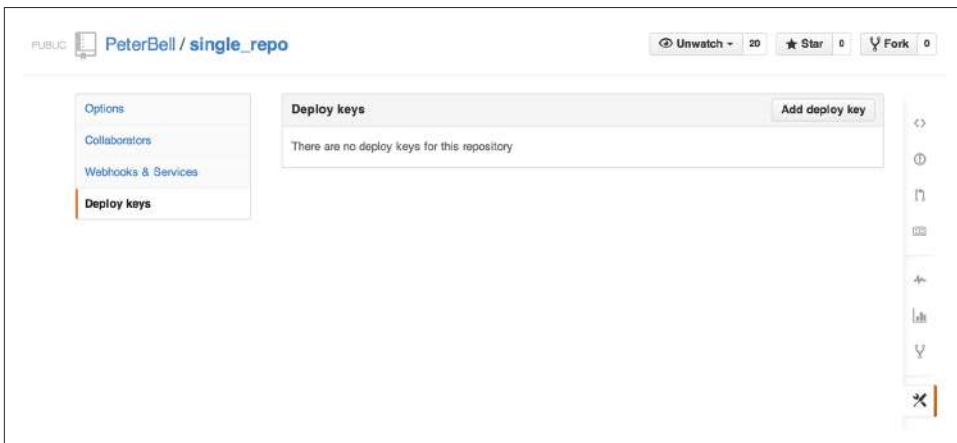 PUBLIC PeterBell / single_repo Unwatch 20 Star 0 Fork 0
Options
Collaborators
Webhooks & Services
Deploy keys
Deploy keys Add deploy key
There are no deploy keys for this repository